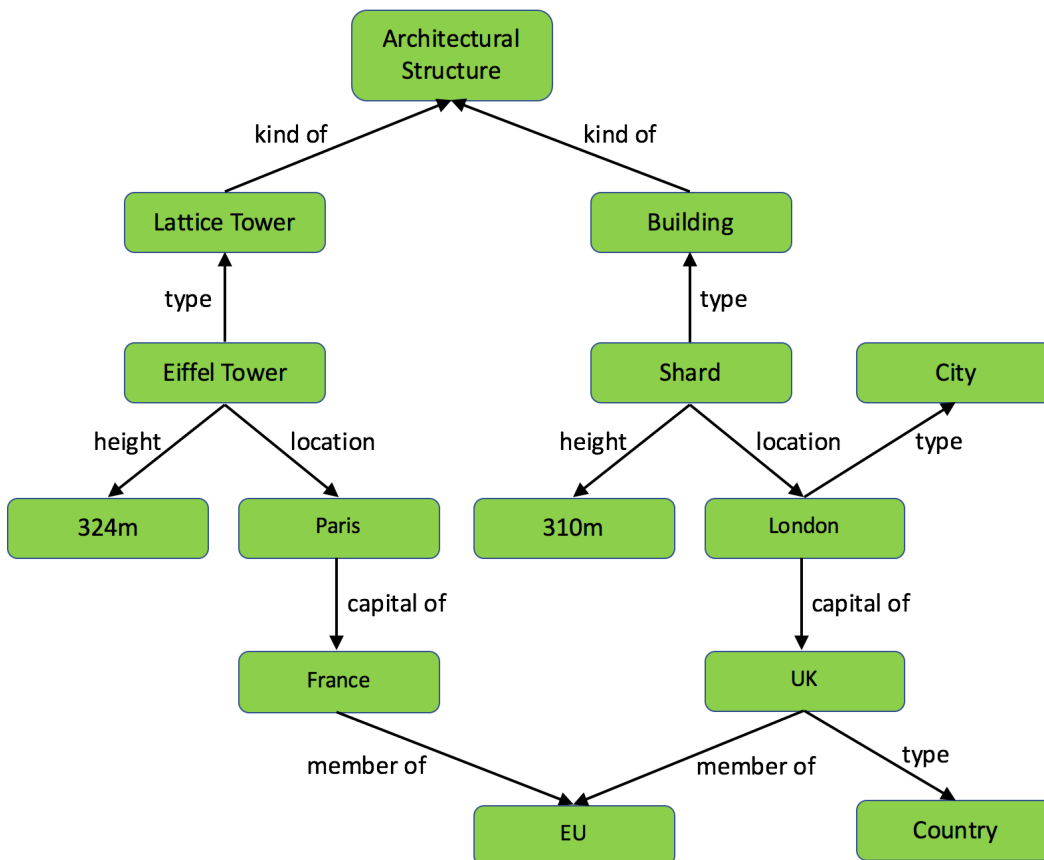 Architectural
Structure
kind of
kind of
Lattice Tower
Building
type
type
Eiffel Tower
Shard
City
height
location
height
location
type
324m
Paris
310m
London
capital of
capital of
France
UK
member of
member of
type
EU
Country